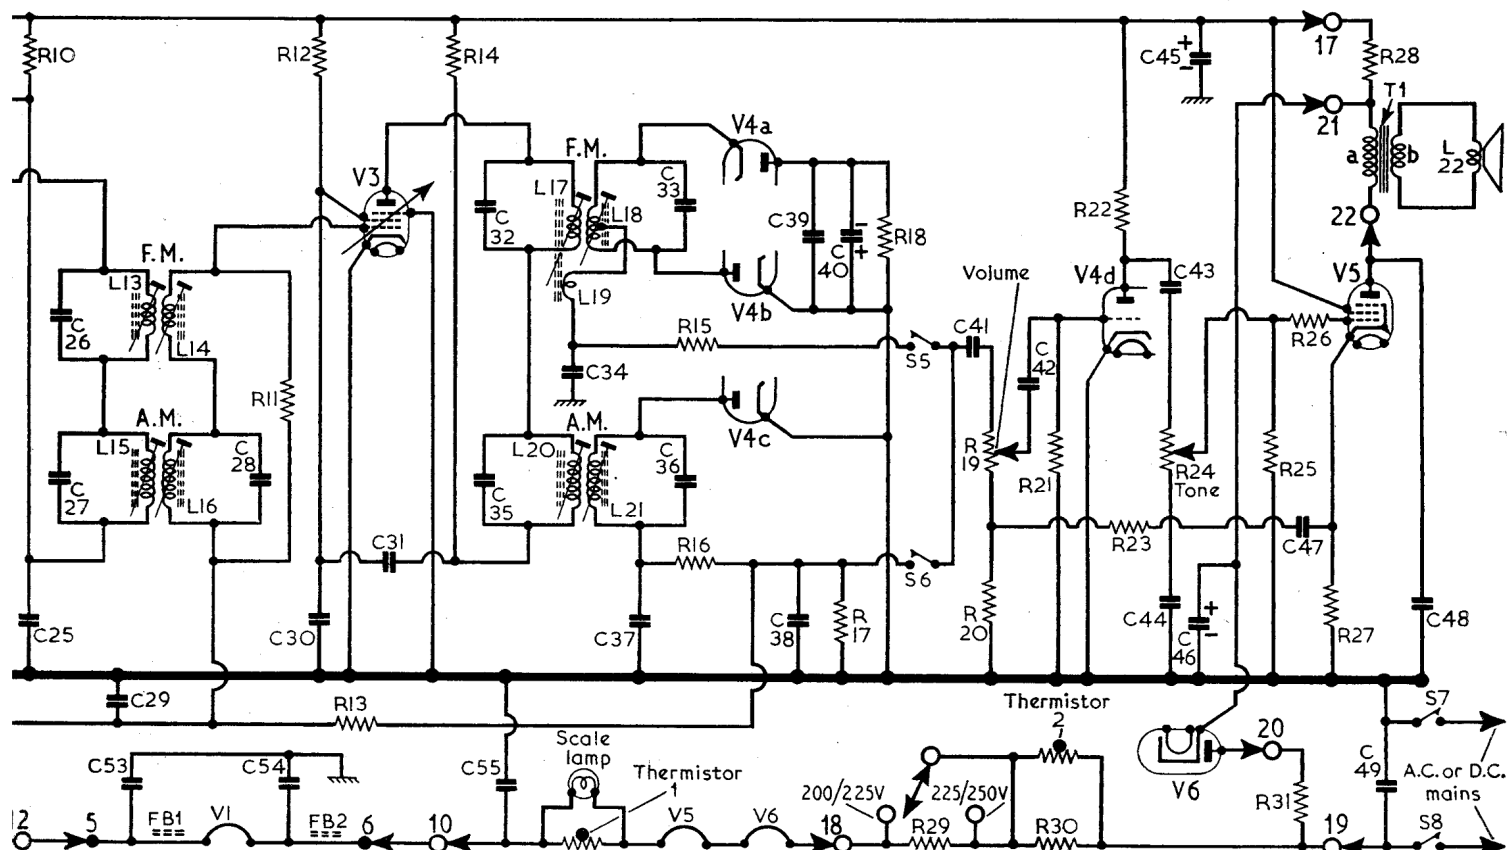 R10
R12
R14
C45
+
−
17
R28
T1
21
a
b
L
22
22
V3
F.M.
V4a
L17
L18
C
33
C
32
C39
C
40
−
+
R18
R22
L19
V4b
Volume
V4d
C43
V5
F.M.
L13
L14
C
26
R15
S5
C41
C
42
R26
C34
R11
A.M.
L15
L16
C
27
C
28
A.M.
L20
L21
C
35
C
36
V4c
R
19
R21
R24
Tone
R25
R23
C47
C31
R16
S6
C25
C30
C37
C
38
R
17
R
20
C44
C
46
+
−
R27
C48
C29
R13
Thermistor
2
S7
20
V6
C
49
A.C. or D.C.
mains
C53
C54
C55
Scale
lamp
Thermistor
1
200/225V
225/250V
R31
12
5
FB1
V1
FB2
6
10
V5
V6
18
R29
R30
19
S8